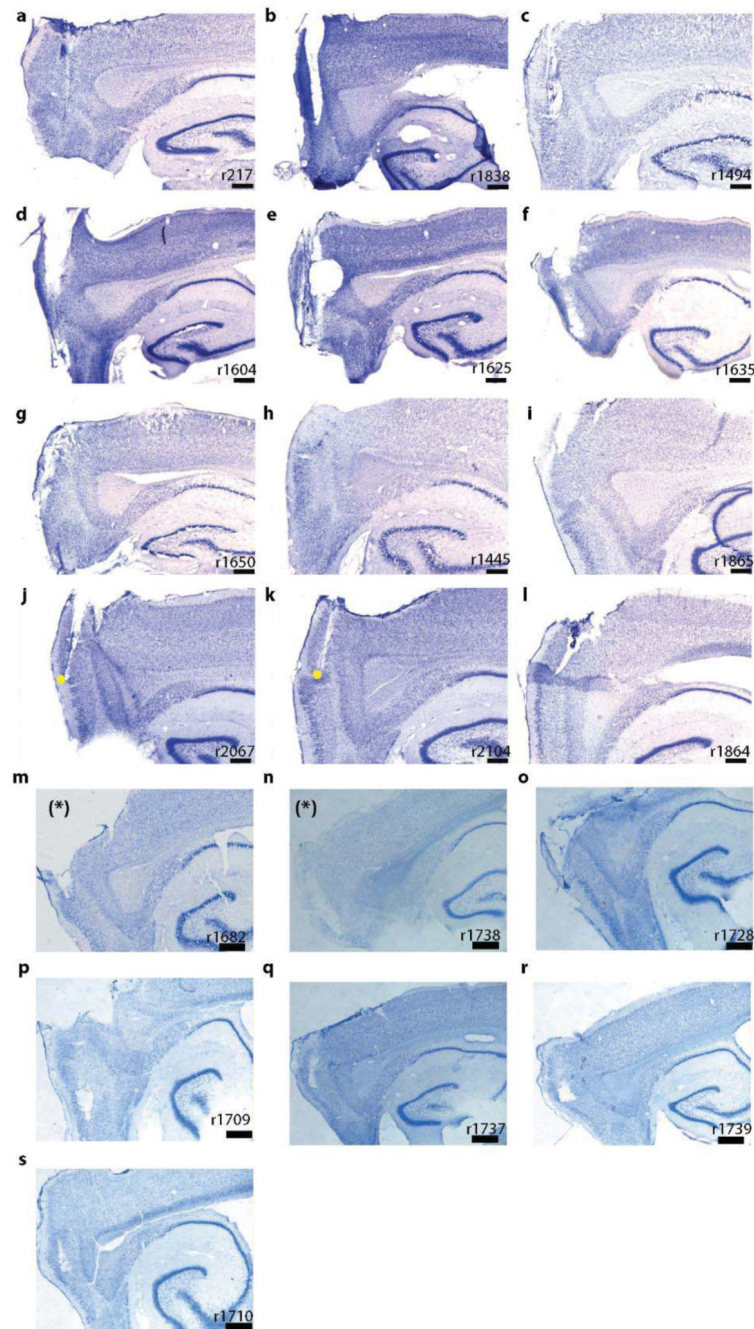 a b c
r217 r1838 r1494
d e f
r1604 r1625 r1635
g h i
r1650 r1445 r1865
j k l
r2067 r2104 r1864
m n o
(*) (*)
r1682 r1738 r1728
p q r
r1709 r1737 r1739
s
r1710